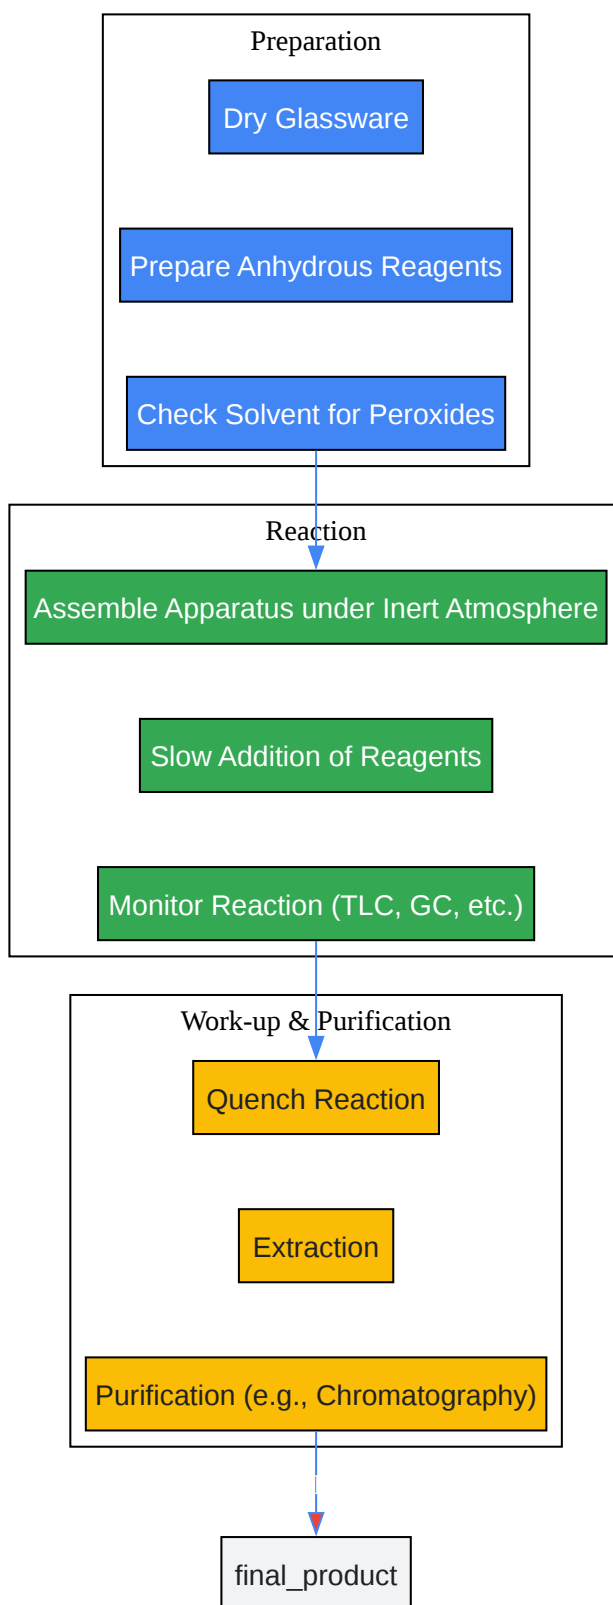 Preparation
Dry Glassware
Prepare Anhydrous Reagents
Check Solvent for Peroxides
Reaction
Assemble Apparatus under Inert Atmosphere
Slow Addition of Reagents
Monitor Reaction (TLC, GC, etc.)
Work-up & Purification
Quench Reaction
Extraction
Purification (e.g., Chromatography)
final_product